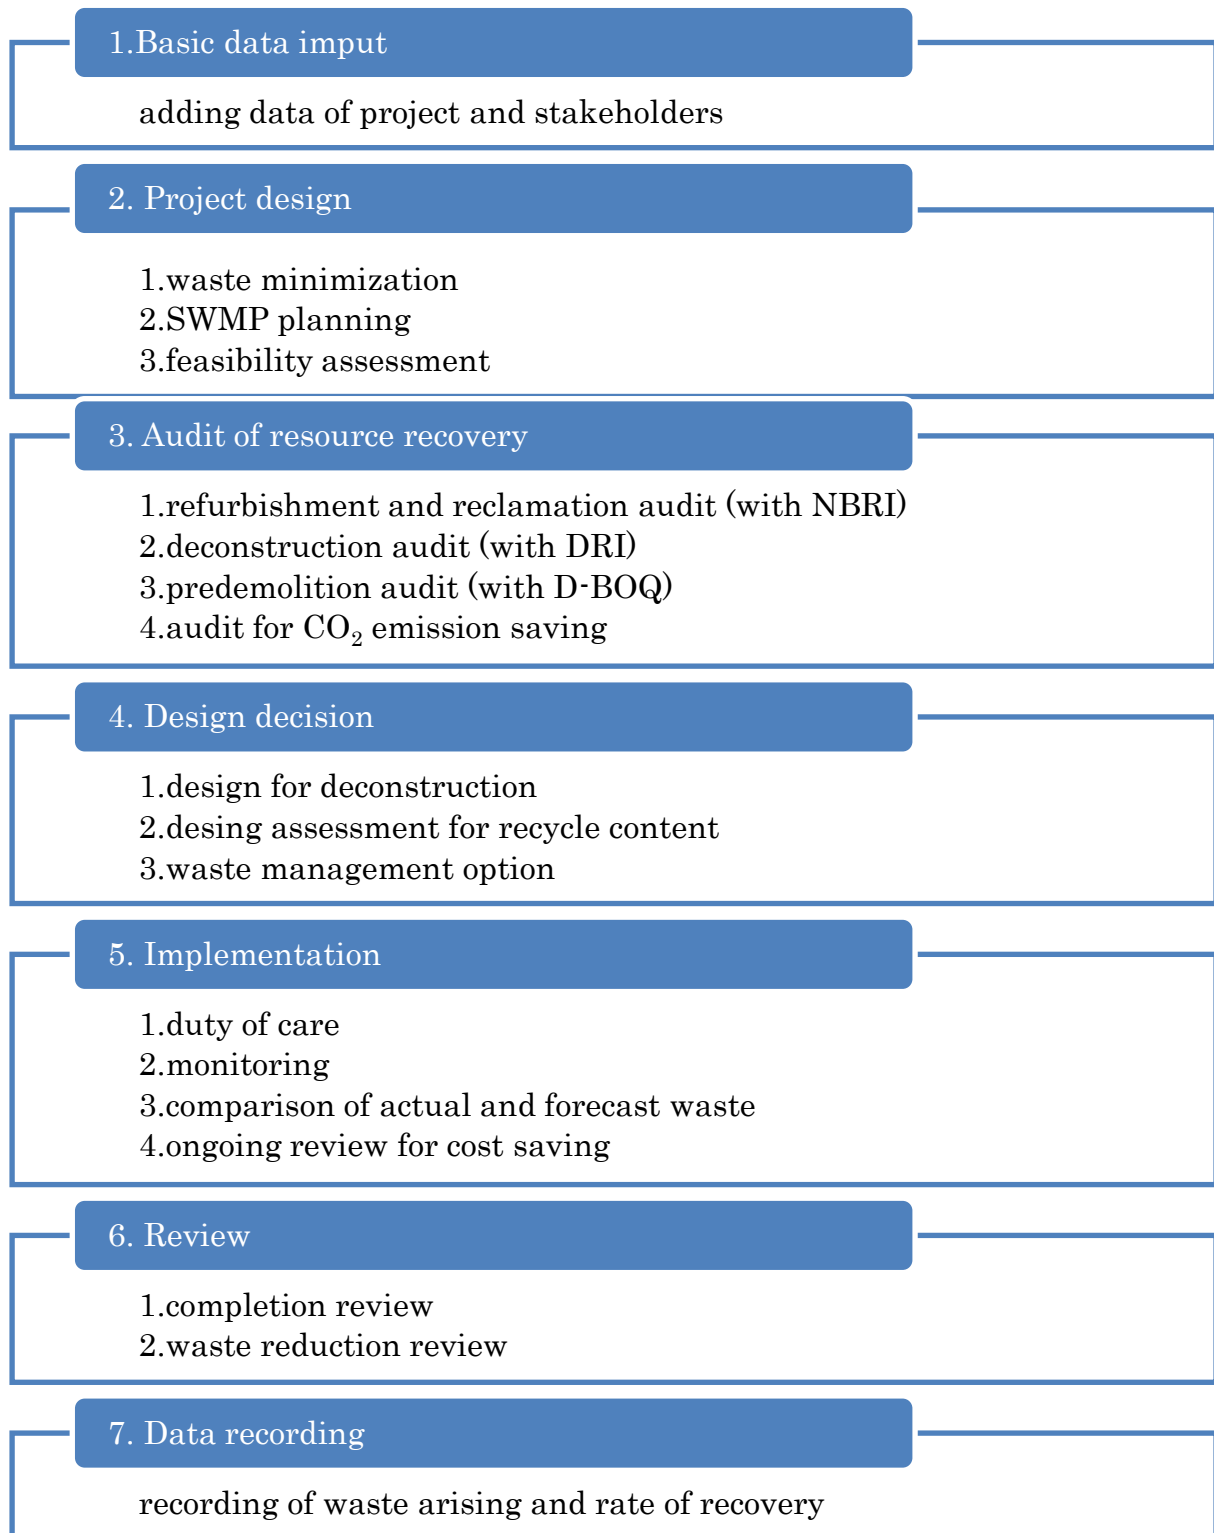 1.Basic data imput
adding data of project and stakeholders
2. Project design
1.waste minimization
2.SWMP planning
3.feasibility assessment
3. Audit of resource recovery
1.refurbishment and reclamation audit (with NBRI)
2.deconstruction audit (with DRI)
3.predemolition audit (with D-BOQ)
4.audit for CO₂ emission saving
4. Design decision
1.design for deconstruction
2.desing assessment for recycle content
3.waste management option
5. Implementation
1.duty of care
2.monitoring
3.comparison of actual and forecast waste
4.ongoing review for cost saving
6. Review
1.completion review
2.waste reduction review
7. Data recording
recording of waste arising and rate of recovery